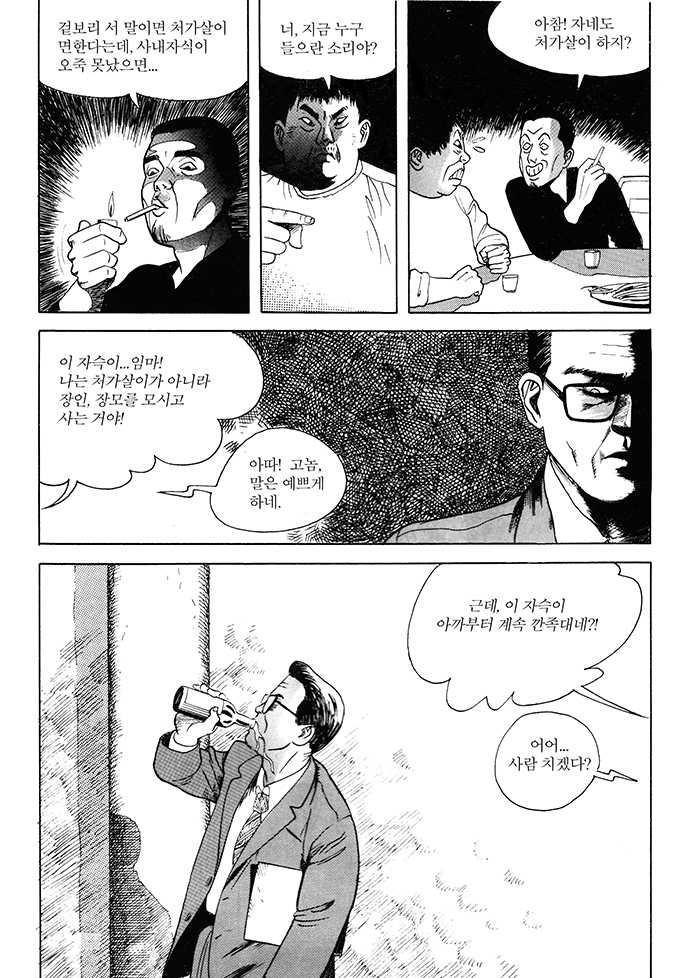 겉보리 서 말이면 처가살이
면한다는데, 사내자식이
오죽 못났으면...
너, 지금 누구
들으란 소리야?
아참! 자네도
처가살이 하지?
이 자슥이...임마!
나는 처가살이가 아니라
장인, 장모를 모시고
사는 거야!
아따! 고놈,
말은 예쁘게
하네.
근데, 이 자슥이
아까부터 계속 깐족대네?!
어어...
사람 치겠다?